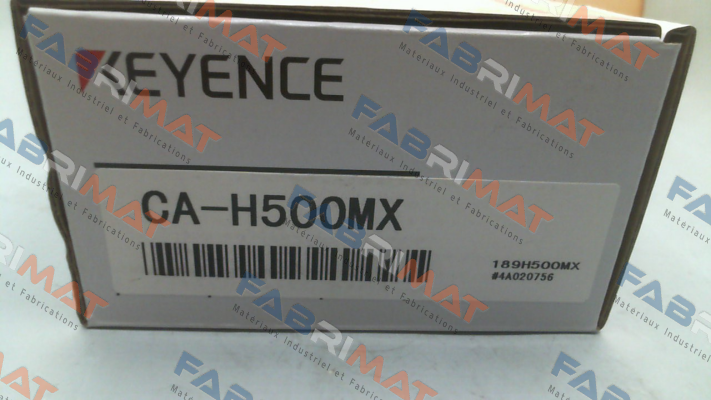 KEYENCE
CA-H500MX
189H500MX
#4A020756
FABRIMAT
Matériaux Industriel et Fabrications